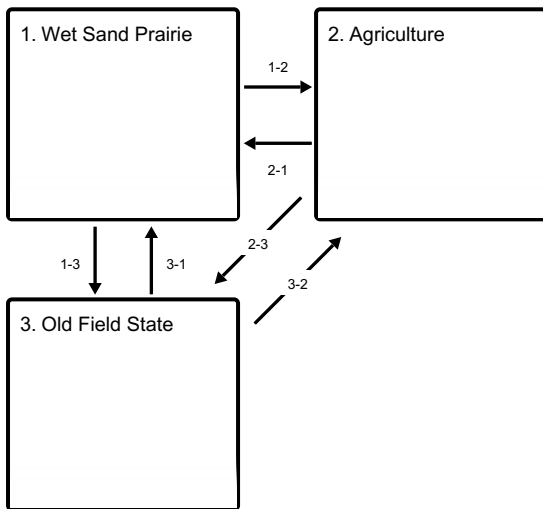 1. Wet Sand Prairie
2. Agriculture
1-2
2-1
1-3
3-1
2-3
3-2
3. Old Field State